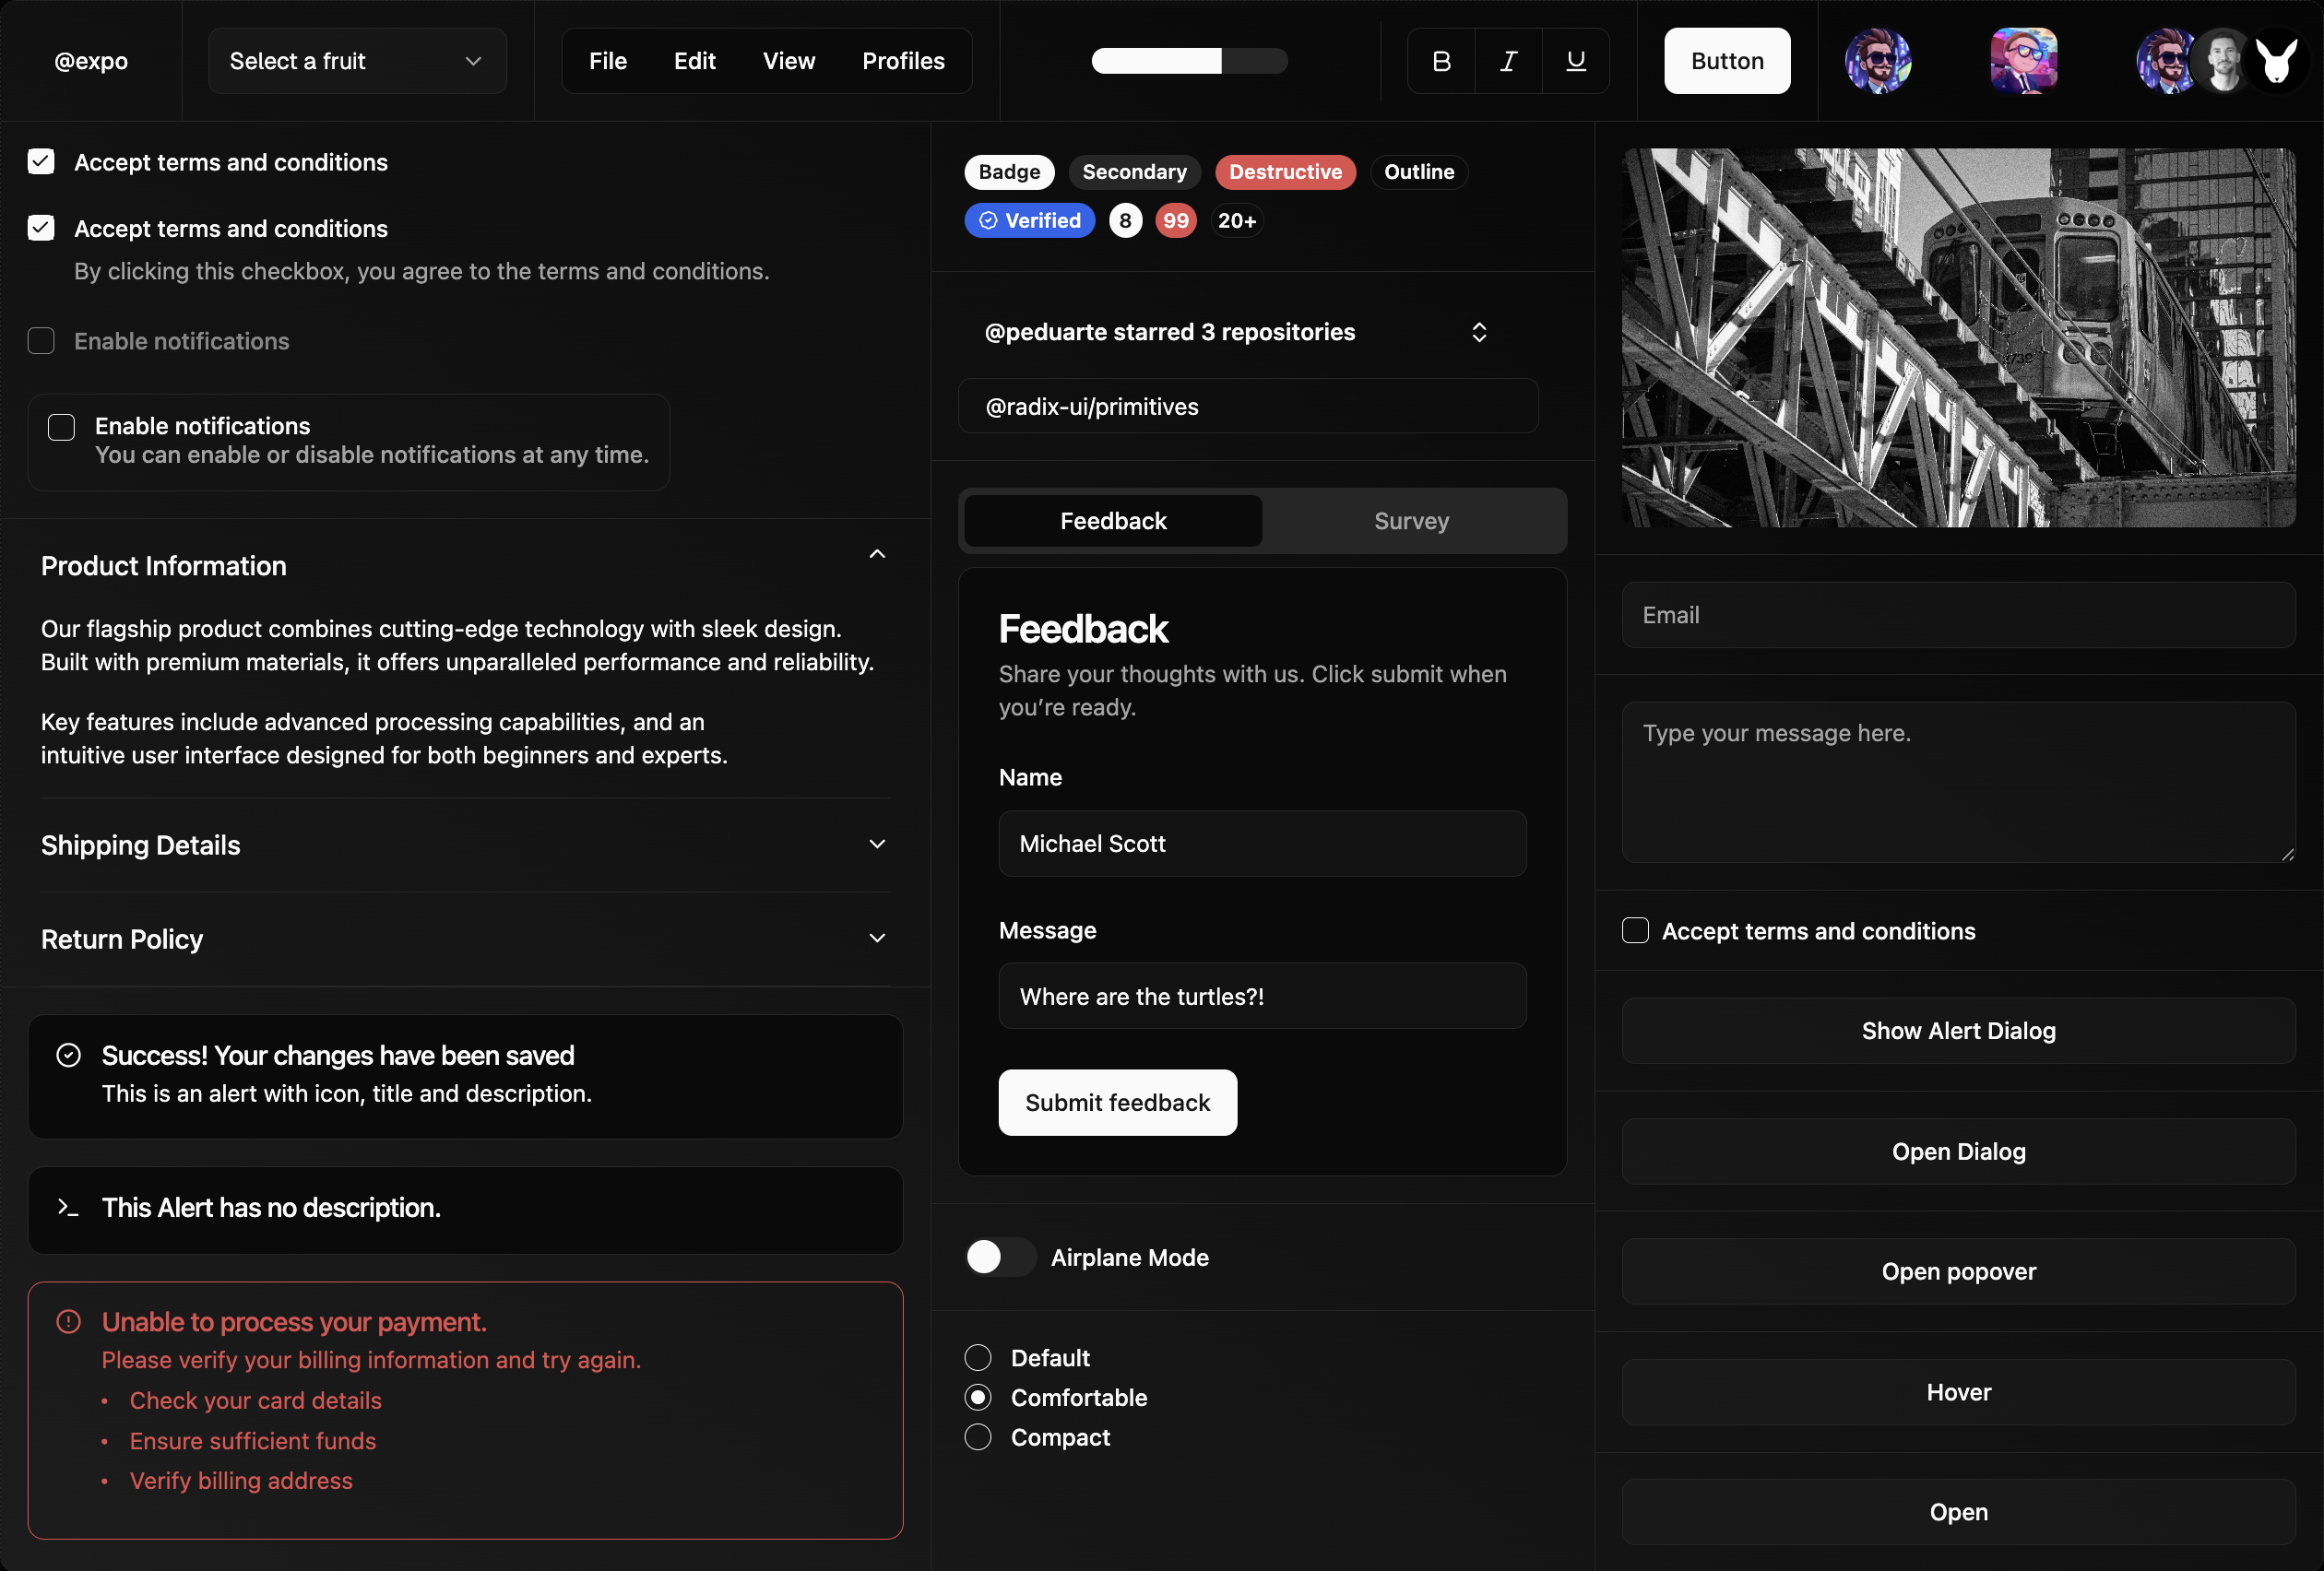 @expo
Select a fruit
File Edit View Profiles
B I U
Button
Accept terms and conditions
Accept terms and conditions
By clicking this checkbox, you agree to the terms and conditions.
Enable notifications
Enable notifications
You can enable or disable notifications at any time.
Product Information
Our flagship product combines cutting-edge technology with sleek design.
Built with premium materials, it offers unparalleled performance and reliability.
Key features include advanced processing capabilities, and an
intuitive user interface designed for both beginners and experts.
Shipping Details
Return Policy
Success! Your changes have been saved
This is an alert with icon, title and description.
This Alert has no description.
Unable to process your payment.
Please verify your billing information and try again.
• Check your card details
• Ensure sufficient funds
• Verify billing address
Badge Secondary Destructive Outline
Verified 8 99 20+
@peduarte starred 3 repositories
@radix-ui/primitives
Feedback Survey
Feedback
Share your thoughts with us. Click submit when
you’re ready.
Name
Michael Scott
Message
Where are the turtles?!
Submit feedback
Airplane Mode
Default
Comfortable
Compact
Email
Type your message here.
Accept terms and conditions
Show Alert Dialog
Open Dialog
Open popover
Hover
Open